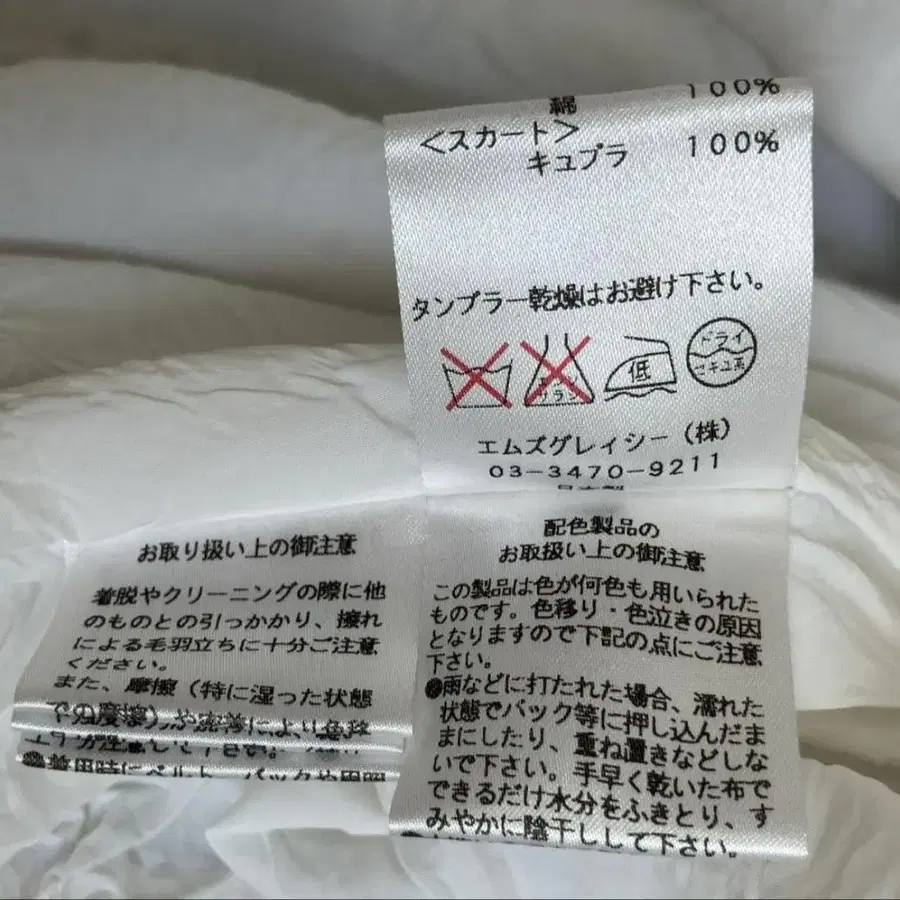 綿 100%
<スカート>
キュプラ 100%
タンブラー乾燥はお避け下さい。
低
ドライ
セキユ系
エムズグレイシー(株)
03-3470-9211
日本製
お取り扱い上の御注意
着脱やクリーニングの際に他
のものとの引っかかり、擦れ
による毛羽立ちに十分ご注意
ください。
また、摩擦(特に湿った状態
での摩擦)や
配色製品の
お取扱い上の御注意
この製品は色が何色も用いられた
ものです。色移り・色泣きの原因
となりますので下記の点にご注意
下さい。
●雨などに打たれた場合、濡れた
状態でバック等に押し込んだま
まにしたり、重ね置きなどしな
いで下さい。手早く乾いた布で
できるだけ水分をふきとり、す
みやかに陰干しして下さい。